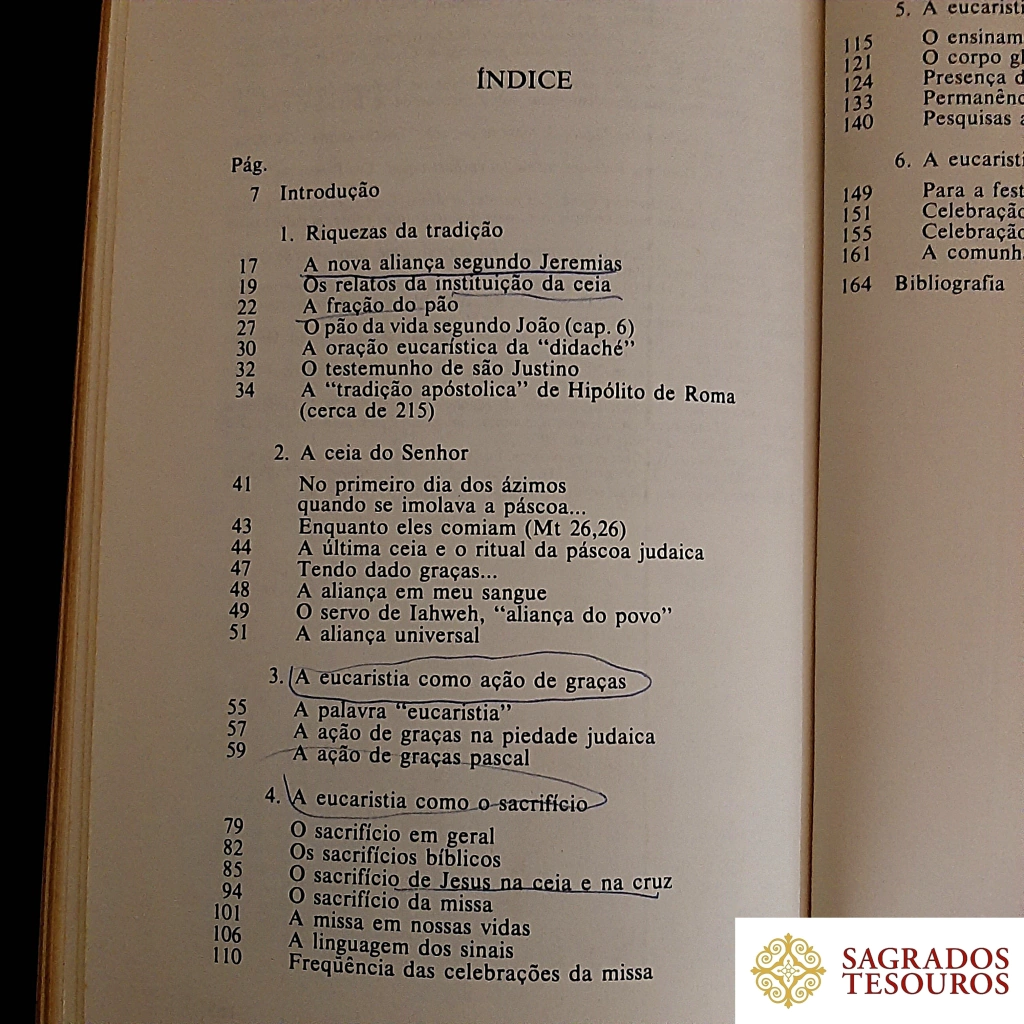 ÍNDICE
Pág.
7 Introdução
1. Riquezas da tradição
17 A nova aliança segundo Jeremias
19 Os relatos da instituição da ceia
22 A fração do pão
27 O pão da vida segundo João (cap. 6)
30 A oração eucarística da “didaché”
32 O testemunho de são Justino
34 A “tradição apóstolica” de Hipólito de Roma
(cerca de 215)
2. A ceia do Senhor
41 No primeiro dia dos ázimos
quando se imolava a páscoa...
43 Enquanto eles comiam (Mt 26,26)
44 A última ceia e o ritual da páscoa judaica
47 Tendo dado graças...
48 A aliança em meu sangue
49 O servo de Iahweh, “aliança do povo”
51 A aliança universal
3. A eucaristia como ação de graças
55 A palavra “eucaristia”
57 A ação de graças na piedade judaica
59 A ação de graças pascal
4. A eucaristia como o sacrifício
79 O sacrifício em geral
82 Os sacrifícios bíblicos
85 O sacrifício de Jesus na ceia e na cruz
94 O sacrifício da missa
101 A missa em nossas vidas
106 A linguagem dos sinais
110 Freqüência das celebrações da missa
5. A
115 O
121 O corpo
124 Presença
133
140 Pesquisas
6. A
149 Para a
151
155
161 A
164 Bibliografia
SAGRADOS
TESOUROS